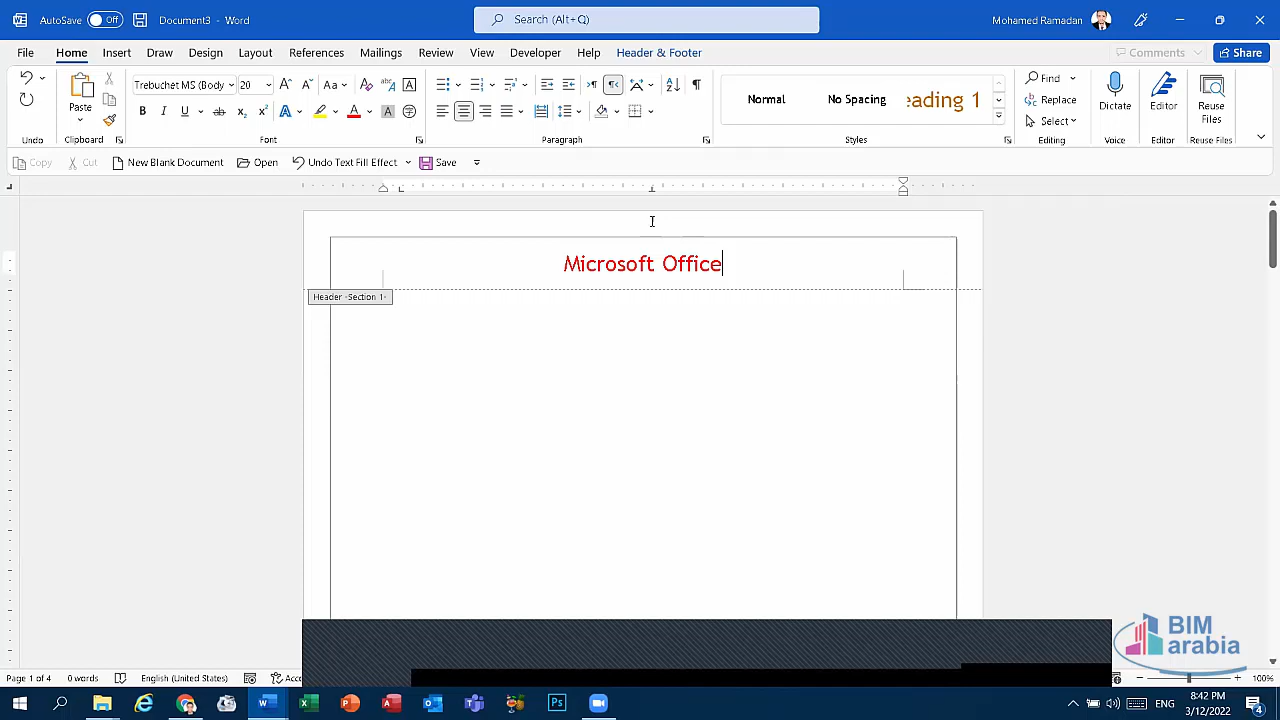 AutoSave Off Document3 - Word Search (Alt+Q) Mohamed Ramadan
File Home Insert Draw Design Layout References Mailings Review View Developer Help Header & Footer Comments Share
Trebuchet MS (Body 20 Aa
Paste
Normal No Spacing eading 1
Find
Replace
Select
Dictate Editor Reuse Files
Undo Clipboard Font Paragraph Styles Editing Voice Editor Reuse Files
Copy Cut New Blank Document Open Undo Text Fill Effect Save
Microsoft Office
Header -Section 1-
BIM
arabia
Page 1 of 4 0 words English (United States) 100%
ENG 8:42 PM
3/12/2022